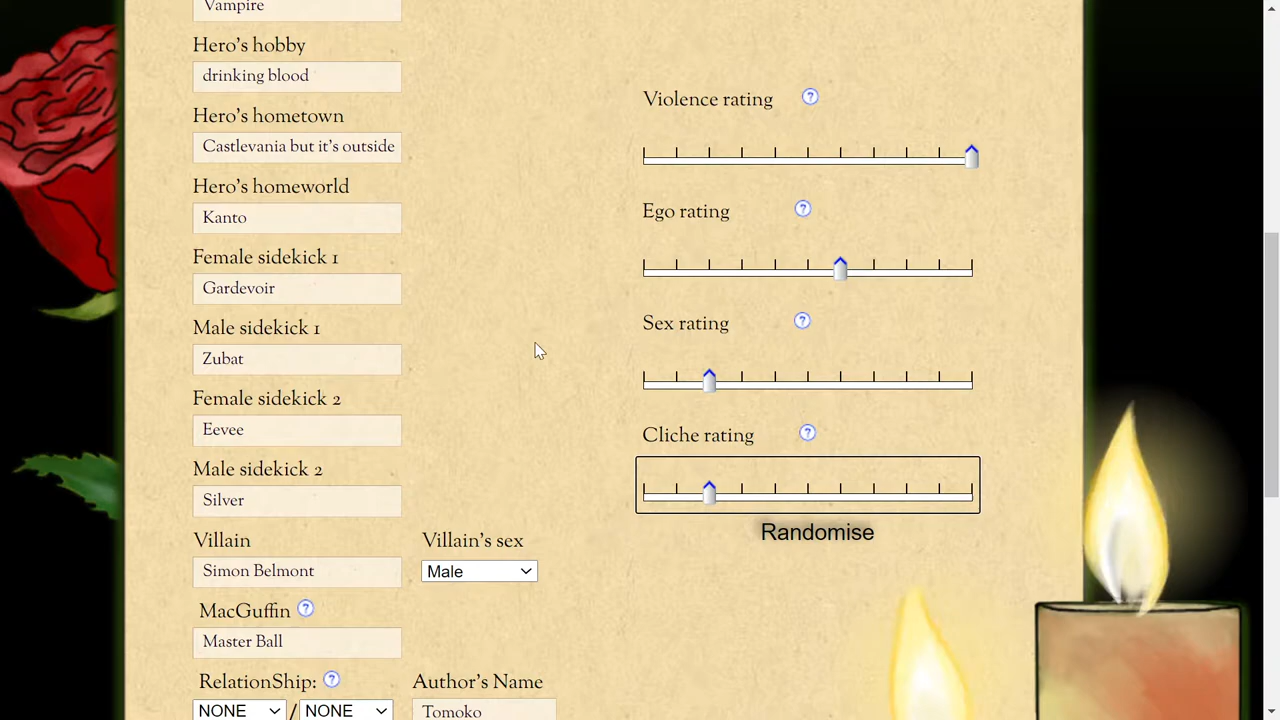 Vampire
Hero's hobby
drinking blood
Hero's hometown
Castlevania but it's outside
Hero's homeworld
Kanto
Female sidekick 1
Gardevoir
Male sidekick 1
Zubat
Female sidekick 2
Eevee
Male sidekick 2
Silver
Villain Villain's sex
Simon Belmont Male
MacGuffin ?
Master Ball
RelationShip: ? Author's Name
NONE / NONE Tomoko
Violence rating ?
Ego rating ?
Sex rating ?
Cliche rating ?
Randomise